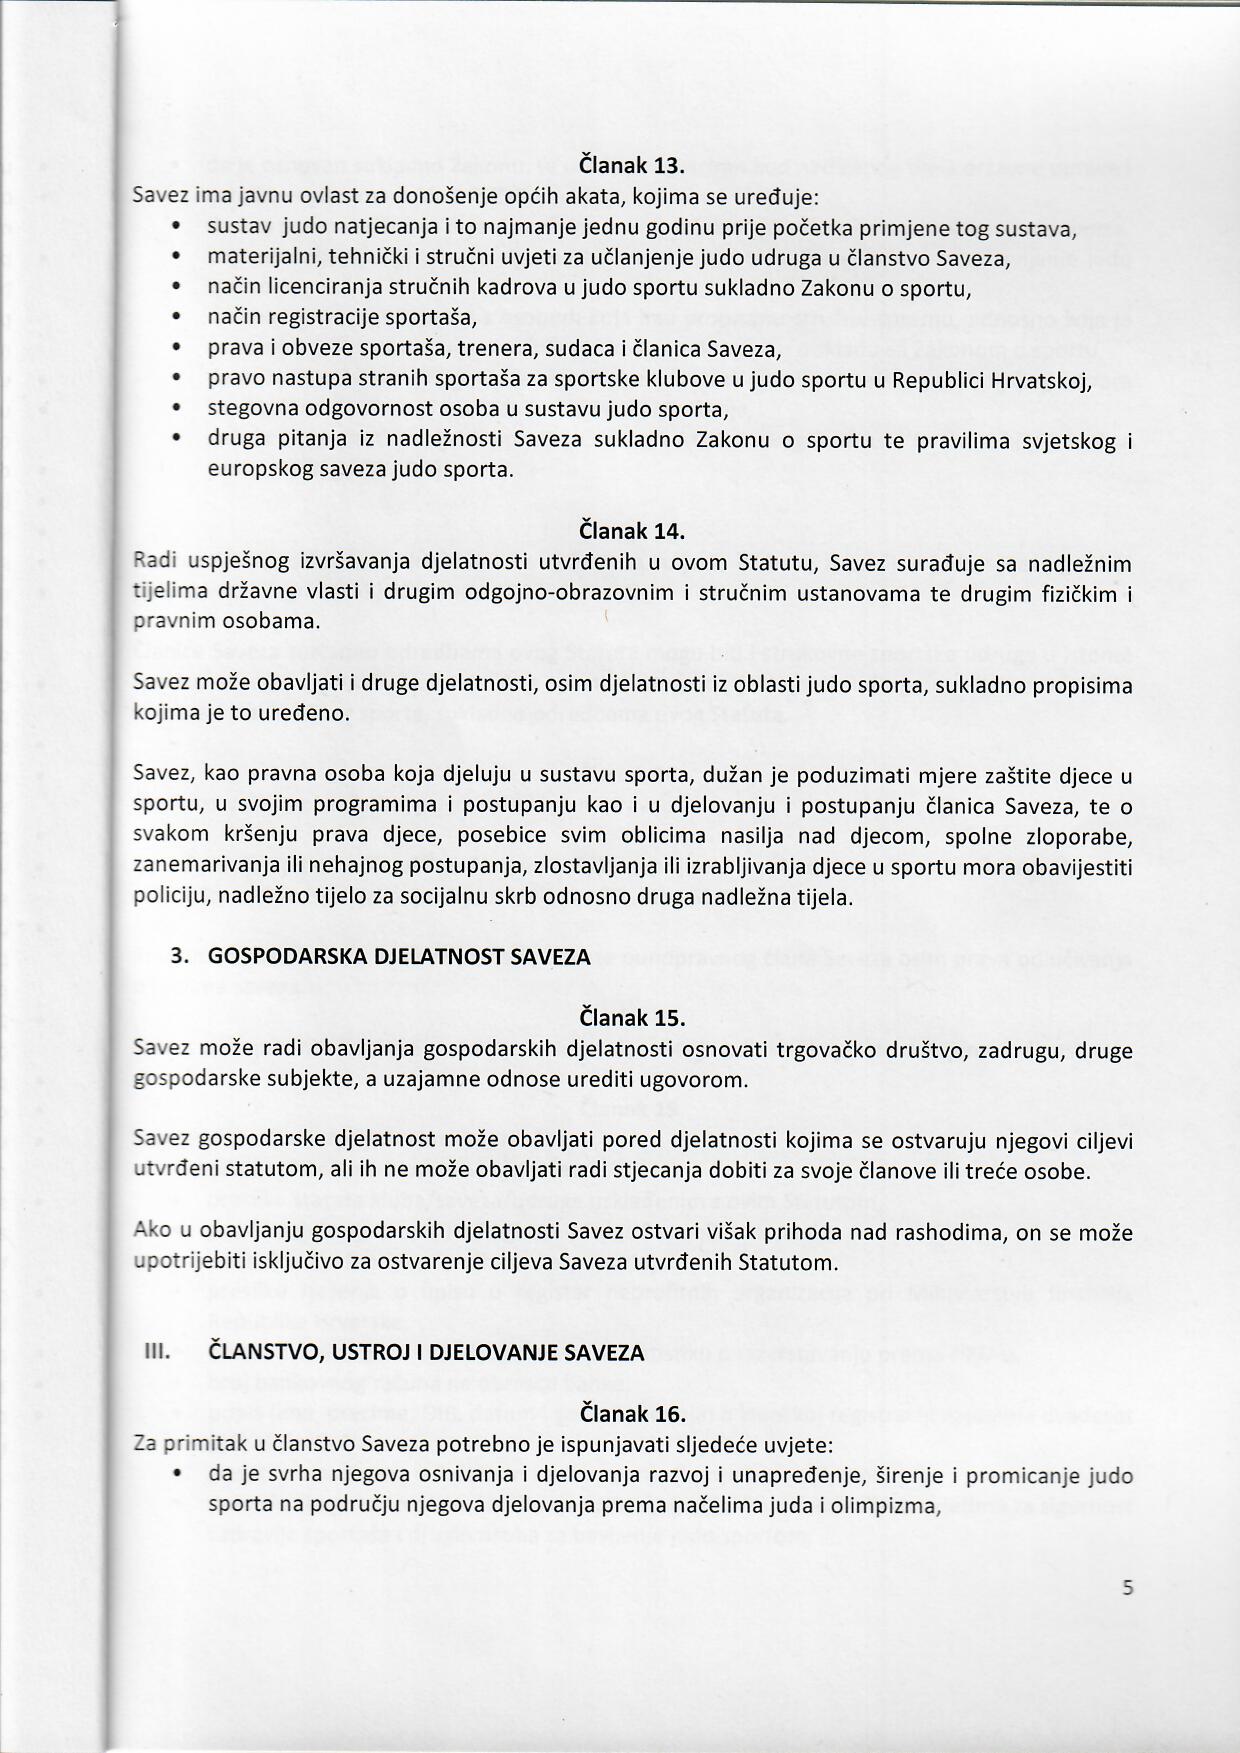 Članak 13.
Savez ima javnu ovlast za donošenje općih akata, kojima se uređuje:
• sustav judo natjecanja i to najmanje jednu godinu prije početka primjene tog sustava,
• materijalni, tehnički i stručni uvjeti za učlanjenje judo udruga u članstvo Saveza,
• način licenciranja stručnih kadrova u judo sportu sukladno Zakonu o sportu,
• način registracije sportaša,
• prava i obveze sportaša, trenera, sudaca i članica Saveza,
• pravo nastupa stranih sportaša za sportske klubove u judo sportu u Republici Hrvatskoj,
• stegovna odgovornost osoba u sustavu judo sporta,
• druga pitanja iz nadležnosti Saveza sukladno Zakonu o sportu te pravilima svjetskog i
europskog saveza judo sporta.
Članak 14.
Radi uspješnog izvršavanja djelatnosti utvrđenih u ovom Statutu, Savez surađuje sa nadležnim
tijelima državne vlasti i drugim odgojno-obrazovnim i stručnim ustanovama te drugim fizičkim i
pravnim osobama.
Savez može obavljati i druge djelatnosti, osim djelatnosti iz oblasti judo sporta, sukladno propisima
kojima je to uređeno.
Savez, kao pravna osoba koja djeluju u sustavu sporta, dužan je poduzimati mjere zaštite djece u
sportu, u svojim programima i postupanju kao i u djelovanju i postupanju članica Saveza, te o
svakom kršenju prava djece, posebice svim oblicima nasilja nad djecom, spolne zloporabe,
zanemarivanja ili nehajnog postupanja, zlostavljanja ili izrabljivanja djece u sportu mora obavijestiti
policiju, nadležno tijelo za socijalnu skrb odnosno druga nadležna tijela.
3. GOSPODARSKA DJELATNOST SAVEZA
Članak 15.
Savez može radi obavljanja gospodarskih djelatnosti osnovati trgovačko društvo, zadrugu, druge
gospodarske subjekte, a uzajamne odnose urediti ugovorom.
Savez gospodarske djelatnost može obavljati pored djelatnosti kojima se ostvaruju njegovi ciljevi
utvrđeni statutom, ali ih ne može obavljati radi stjecanja dobiti za svoje članove ili treće osobe.
Ako u obavljanju gospodarskih djelatnosti Savez ostvari višak prihoda nad rashodima, on se može
upotrijebiti isključivo za ostvarenje ciljeva Saveza utvrđenih Statutom.
III. ČLANSTVO, USTROJ I DJELOVANJE SAVEZA
Članak 16.
Za primitak u članstvo Saveza potrebno je ispunjavati sljedeće uvjete:
• da je svrha njegova osnivanja i djelovanja razvoj i unapređenje, širenje i promicanje judo
sporta na području njegova djelovanja prema načelima juda i olimpizma,
5